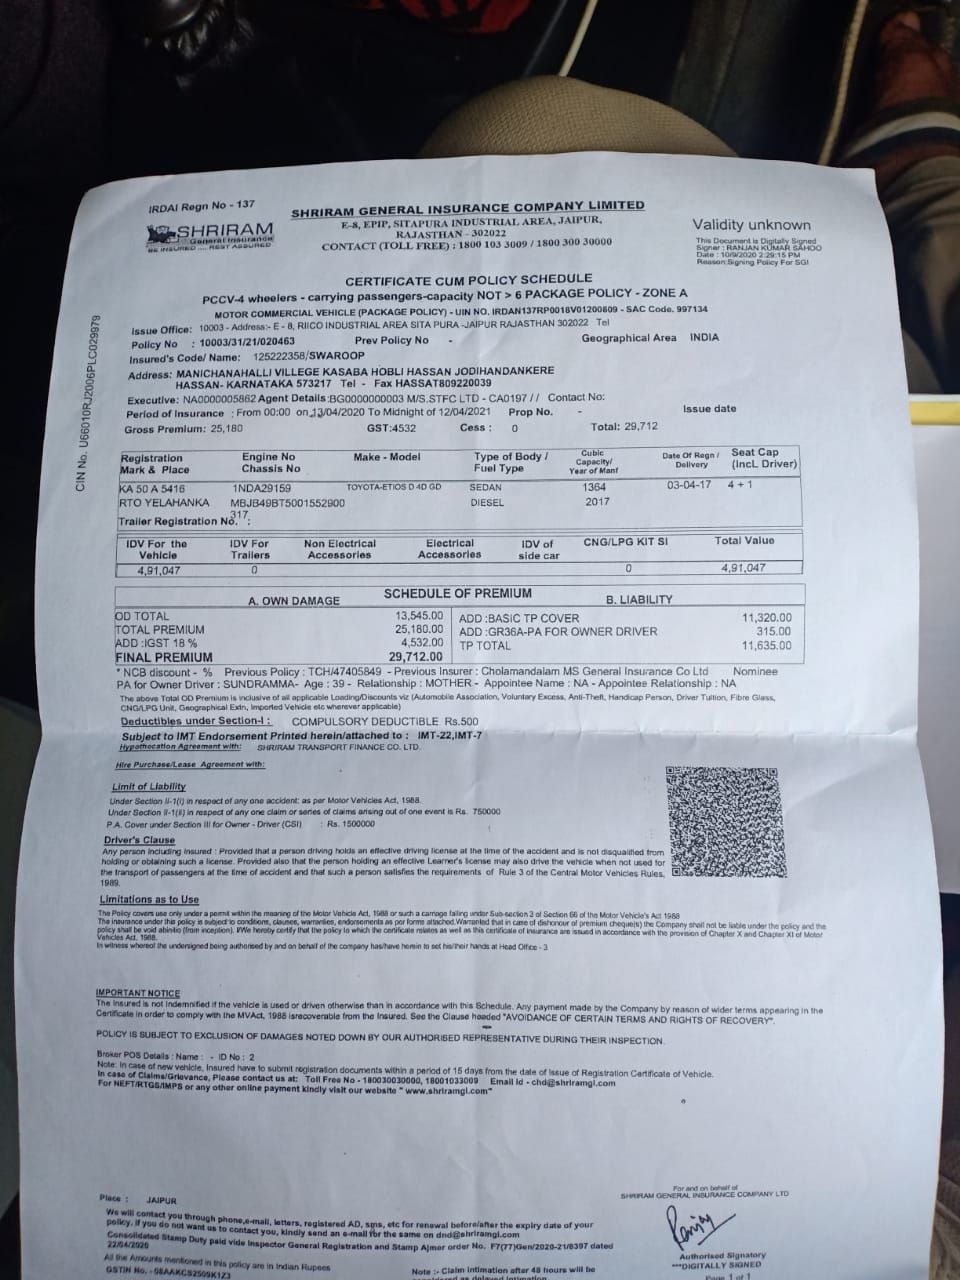 IRDAI Regn No - 137
SHRIRAM
General Insurance
BE INSURED .... REST ASSURED
SHRIRAM GENERAL INSURANCE COMPANY LIMITED
E-8, EPIP, SITAPURA INDUSTRIAL AREA, JAIPUR,
RAJASTHAN - 302022
CONTACT (TOLL FREE) : 1800 103 3009 / 1800 300 30000
Validity unknown
This Document is Digitally Signed
Signer : RANJAN KUMAR SAHOO
Date : 10/9/2020 2:29:15 PM
Reason:Signing Policy For SGI
CIN No. U66010RJ2006PLC029979
CERTIFICATE CUM POLICY SCHEDULE
PCCV-4 wheelers - carrying passengers-capacity NOT > 6 PACKAGE POLICY - ZONE A
MOTOR COMMERCIAL VEHICLE (PACKAGE POLICY) - UIN NO. IRDAN137RP0018V01200809 - SAC Code. 997134
Issue Office: 10003 - Address:- E - 8, RIICO INDUSTRIAL AREA SITA PURA -JAIPUR RAJASTHAN 302022 Tel
Policy No : 10003/31/21/020463 Prev Policy No - Geographical Area INDIA
Insured's Code/ Name: 125222358/SWAROOP
Address: MANICHANAHALLI VILLEGE KASABA HOBLI HASSAN JODIHANDANKERE
HASSAN- KARNATAKA 573217 Tel - Fax HASSAT809220039
Executive: NA0000005862 Agent Details :BG0000000003 M/S.STFC LTD - CA0197 / / Contact No:
Period of Insurance : From 00:00 on 13/04/2020 To Midnight of 12/04/2021 Prop No. - Issue date
Gross Premium: 25,180 GST:4532 Cess : 0 Total: 29,712
Registration Mark & Place Engine No Chassis No Make - Model Type of Body / Fuel Type Cubic Capacity/ Year of Manf Date Of Regn / Delivery Seat Cap (IncL Driver)
KA 50 A 5416 1NDA29159 TOYOTA-ETIOS D 4D GD SEDAN 1364 03-04-17 4 + 1
RTO YELAHANKA MBJB49BT5001552900 DIESEL 2017
317
Trailer Registration No. :
IDV For the Vehicle IDV For Trailers Non Electrical Accessories Electrical Accessories IDV of side car CNG/LPG KIT SI Total Value
4,91,047 0 0 4,91,047
SCHEDULE OF PREMIUM
A. OWN DAMAGE B. LIABILITY
OD TOTAL 13,545.00 ADD :BASIC TP COVER 11,320.00
TOTAL PREMIUM 25,180.00 ADD :GR36A-PA FOR OWNER DRIVER 315.00
ADD :IGST 18 % 4,532.00 TP TOTAL 11,635.00
FINAL PREMIUM 29,712.00
* NCB discount - % Previous Policy : TCH/47405849 - Previous Insurer : Cholamandalam MS General Insurance Co Ltd Nominee
PA for Owner Driver : SUNDRAMMA- Age : 39 - Relationship : MOTHER - Appointee Name : NA - Appointee Relationship : NA
The above Total OD Premium is inclusive of all applicable Loading/Discounts viz (Automobile Association, Voluntary Excess, Anti-Theft, Handicap Person, Driver Tuition, Fibre Glass,
CNG/LPG Unit, Geographical Extn, Imported Vehicle etc wherever applicable)
Deductibles under Section-I : COMPULSORY DEDUCTIBLE Rs.500
Subject to IMT Endorsement Printed herein/attached to : IMT-22,IMT-7
Hypothecation Agreement with: SHRIRAM TRANSPORT FINANCE CO. LTD.
Hire Purchase/Lease Agreement with:
Limit of Liability
Under Section II-1(i) in respect of any one accident: as per Motor Vehicles Act, 1988.
Under Section II-1(ii) in respect of any one claim or series of claims arising out of one event is Rs. 750000
P.A. Cover under Section III for Owner - Driver (CSI) : Rs. 1500000
Driver's Clause
Any person including Insured : Provided that a person driving holds an effective driving license at the time of the accident and is not disqualified from
holding or obtaining such a license. Provided also that the person holding an effective Learner's license may also drive the vehicle when not used for
the transport of passengers at the time of accident and that such a person satisfies the requirements of Rule 3 of the Central Motor Vehicles Rules,
1989.
Limitations as to Use
The Policy covers use only under a permit within the meaning of the Motor Vehicle Act, 1988 or such a carriage falling under Sub-section 3 of Section 66 of the Motor Vehicle's Act 1988
The insurance under this policy is subject to conditions, clauses, warranties, endorsements as per forms attached.Warranted that in case of dishonour of premium cheque(s) the Company shall not be liable under the policy and the
policy shall be void abinitio (from inception). I/We hereby certify that the policy to which the certificate relates as well as this certificate of insurance are issued in accordance with the provision of Chapter X and Chapter XI of Motor
Vehicles Act, 1988.
In witness whereof the undersigned being authorised by and on behalf of the company has/have herein to set his/their hands at Head Office - 3
IMPORTANT NOTICE
The Insured is not Indemnified if the vehicle is used or driven otherwise than in accordance with this Schedule. Any payment made by the Company by reason of wider terms appearing in the
Certificate in order to comply with the MVAct, 1988 isrecoverable from the Insured. See the Clause headed "AVOIDANCE OF CERTAIN TERMS AND RIGHTS OF RECOVERY".
POLICY IS SUBJECT TO EXCLUSION OF DAMAGES NOTED DOWN BY OUR AUTHORISED REPRESENTATIVE DURING THEIR INSPECTION.
Broker POS Details : Name : - ID No : 2
Note: In case of new vehicle, Insured have to submit registration documents within a period of 15 days from the date of Issue of Registration Certificate of Vehicle.
In case of Claims/Grievance, Please contact us at: Toll Free No - 180030030000, 18001033009 Email Id - chd@shriramgi.com
For NEFT/RTGS/IMPS or any other online payment kindly visit our website " www.shriramgi.com"
Place : JAIPUR
For and on behalf of
SHRIRAM GENERAL INSURANCE COMPANY LTD
We will contact you through phone,e-mail, letters, registered AD, sms, etc for renewal before/after the expiry date of your
policy. If you do not want us to contact you, kindly send an e-mail for the same on dnd@shriramgi.com
Consolidated Stamp Duty paid vide Inspector General Registration and Stamp Ajmer order No. F7(77)Gen/2020-21/8397 dated
22/04/2020
All the Amounts mentioned in this policy are in Indian Rupees
GSTIN No. -08AAKCS2509K1Z3
Authorised Signatory
***DIGITALLY SIGNED
Page 1 of 1
Note :- Claim intimation after 48 hours will be
considered as delayed intimation